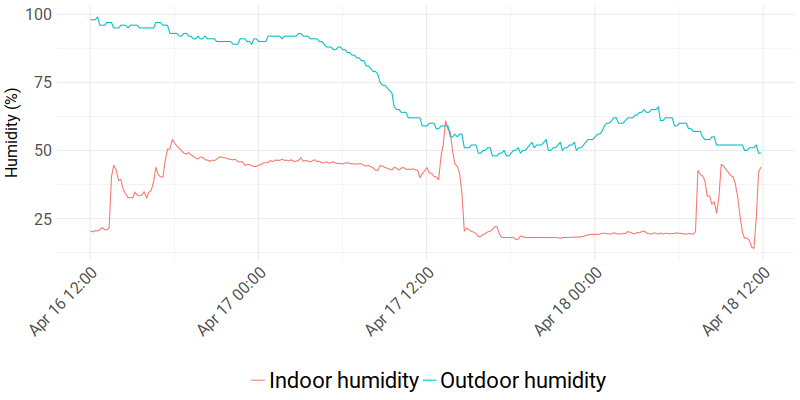 100
75
50
25
Humidity (%)
Apr 16 12:00
Apr 17 00:00
Apr 17 12:00
Apr 18 00:00
Apr 18 12:00
Indoor humidity Outdoor humidity